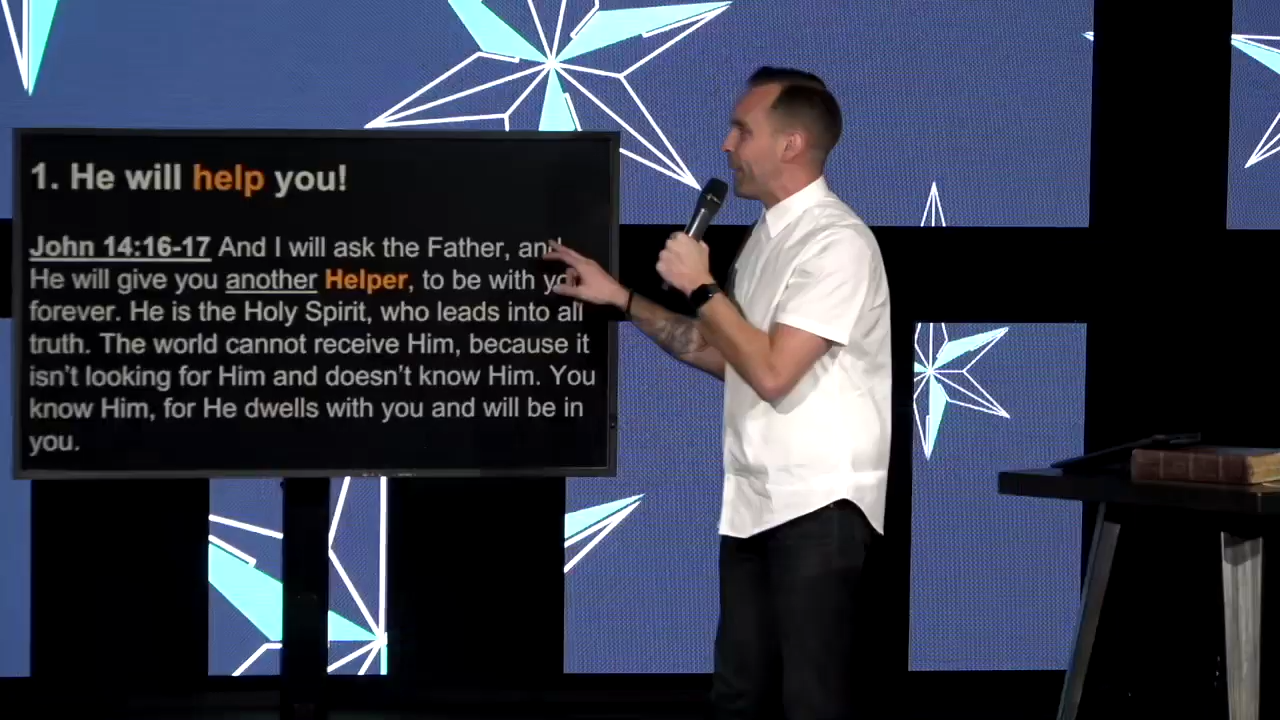 1. He will help you!
John 14:16-17 And I will ask the Father, and
He will give you another Helper, to be with you
forever. He is the Holy Spirit, who leads into all
truth. The world cannot receive Him, because it
isn't looking for Him and doesn't know Him. You
know Him, for He dwells with you and will be in
you.